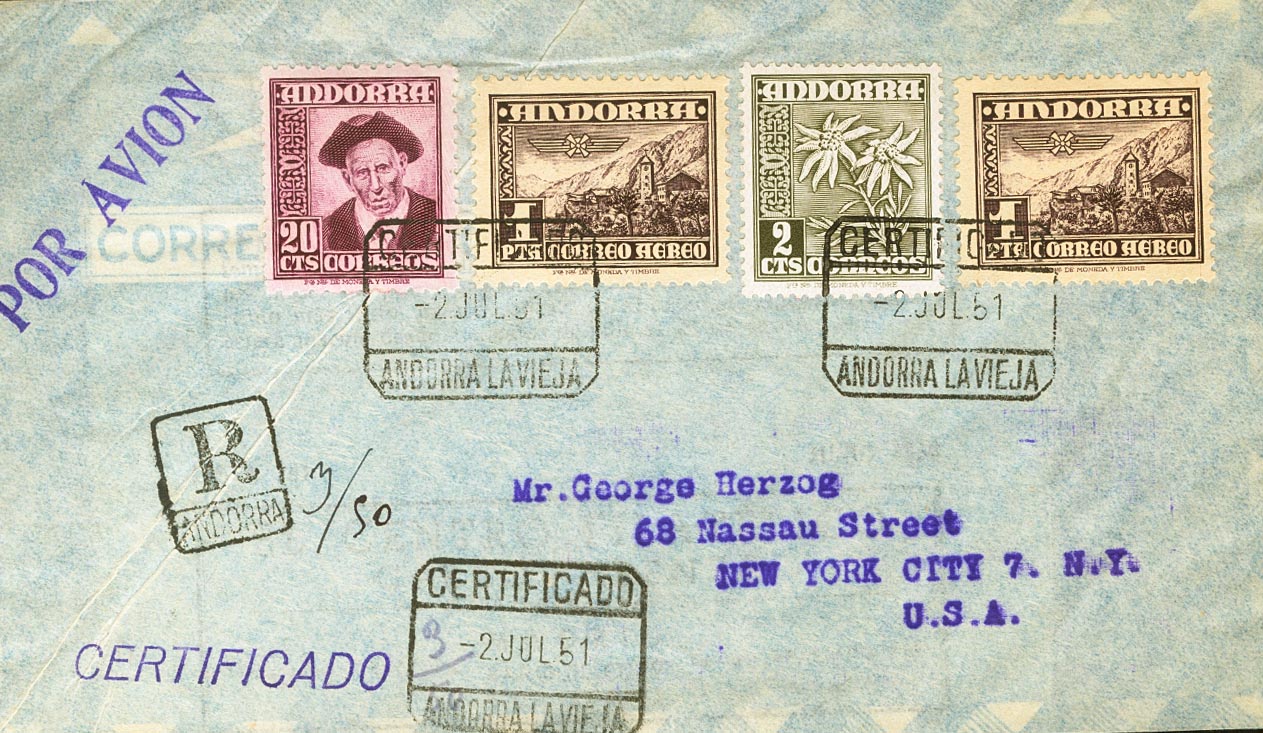 POR AVION
CORRE
ANDORRA
20
CTS CORREOS
ANDORRA
1
PTA CORREO AEREO
ANDORRA
2
CTS CORREOS
ANDORRA
1
PTA CORREO AEREO
CERTIFICADO
-2.JUL.51
ANDORRA LA VIEJA
CERTIFICADO
-2.JUL.51
ANDORRA LA VIEJA
R
ANDORRA
3/50
Mr.George Herzog
68 Nassau Street
NEW YORK CITY 7. N.Y.
U.S.A.
CERTIFICADO
-2.JUL.51
ANDORRA LA VIEJA
CERTIFICADO